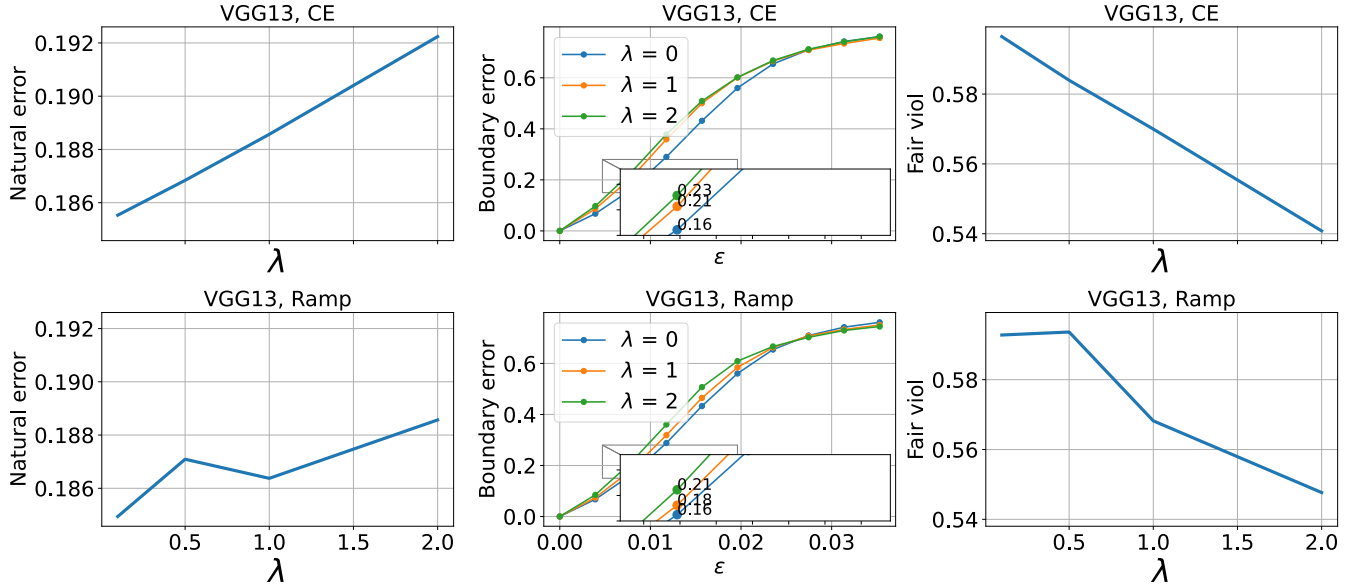 VGG13, CE
Natural error
0.192
0.190
0.188
0.186
λ
VGG13, CE
Boundary error
0.6
0.4
0.2
0.0
λ = 0
λ = 1
λ = 2
0.23
0.21
0.16
ε
VGG13, CE
Fair viol
0.58
0.56
0.54
λ
VGG13, Ramp
Natural error
0.192
0.190
0.188
0.186
0.5 1.0 1.5 2.0
λ
VGG13, Ramp
Boundary error
0.6
0.4
0.2
0.0
λ = 0
λ = 1
λ = 2
0.21
0.18
0.16
0.00 0.01 0.02 0.03
ε
VGG13, Ramp
Fair viol
0.58
0.56
0.54
0.5 1.0 1.5 2.0
λ